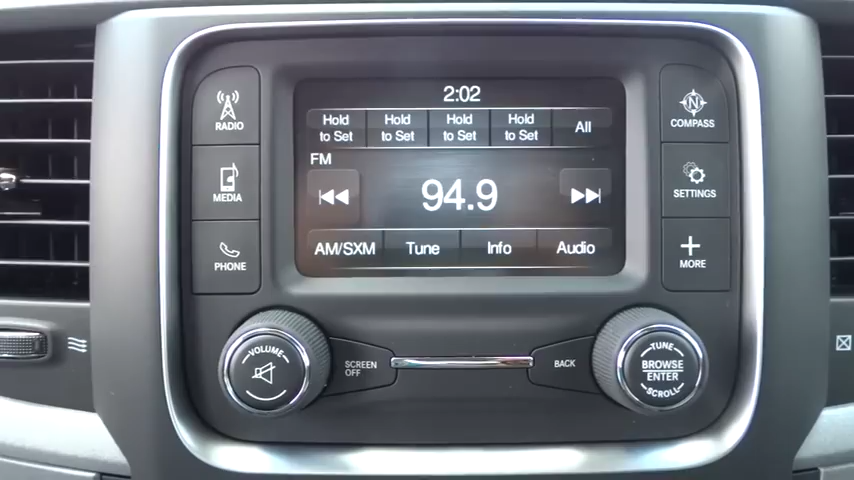 2:02
Hold to Set
Hold to Set
Hold to Set
Hold to Set
All
FM
94.9
AM/SXM Tune Info Audio
RADIO
MEDIA
PHONE
N
COMPASS
SETTINGS
MORE
VOLUME
SCREEN OFF
BACK
TUNE
BROWSE
ENTER
SCROLL